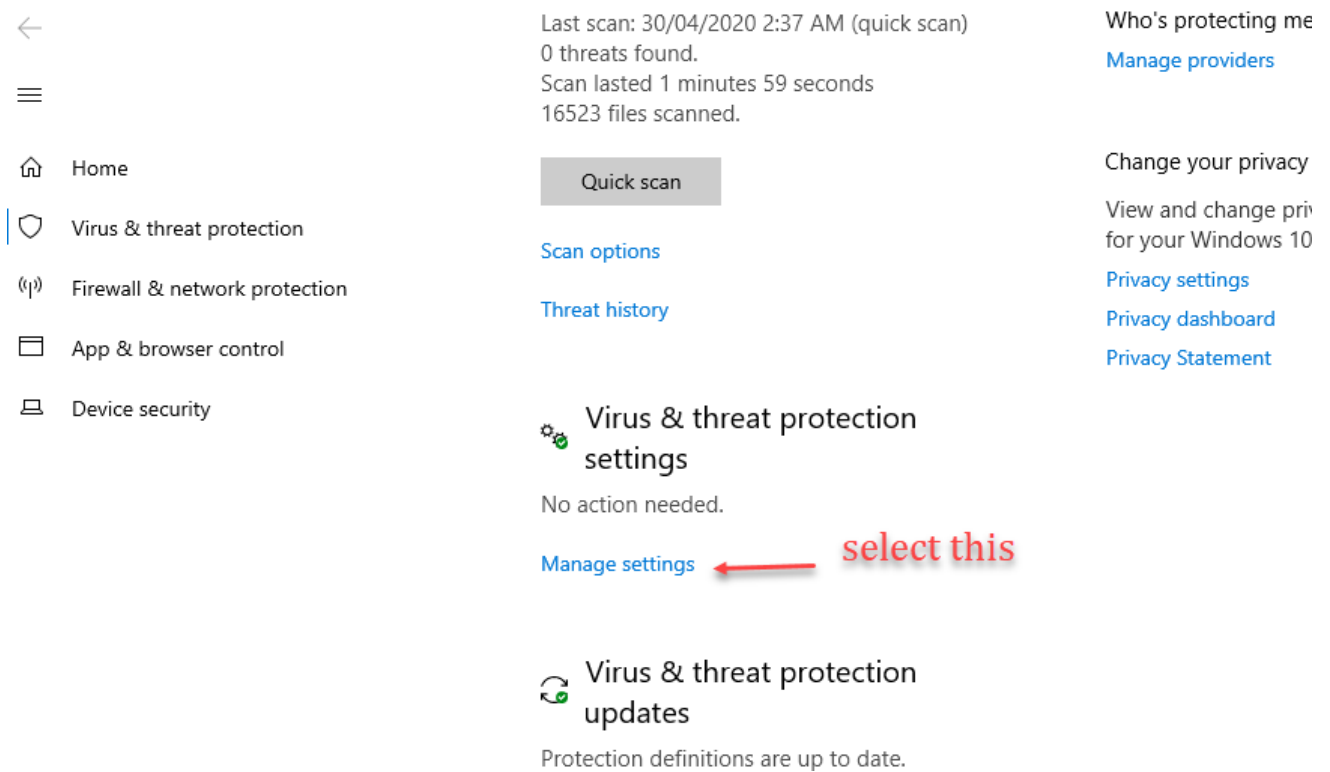 Home
Virus & threat protection
Firewall & network protection
App & browser control
Device security
Last scan: 30/04/2020 2:37 AM (quick scan)
0 threats found.
Scan lasted 1 minutes 59 seconds
16523 files scanned.
Quick scan
Scan options
Threat history
Virus & threat protection
settings
No action needed.
Manage settings
select this
Virus & threat protection
updates
Protection definitions are up to date.
Who's protecting me
Manage providers
Change your privacy
View and change
for your Windows 10
Privacy settings
Privacy dashboard
Privacy Statement